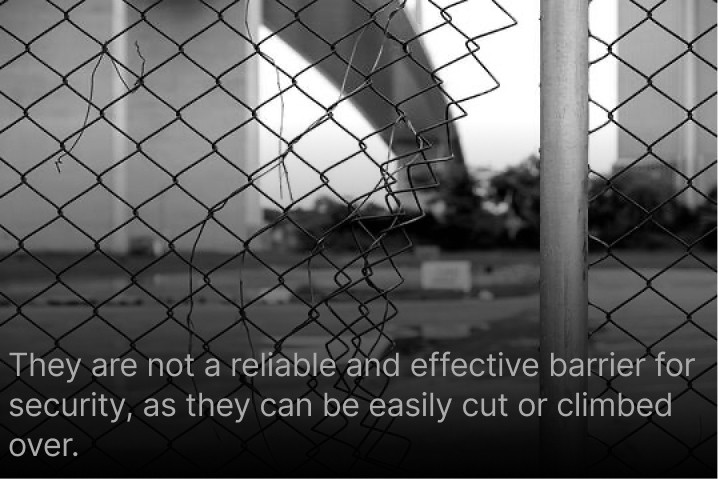 They are not a reliable and effective barrier for
security, as they can be easily cut or climbed
over.